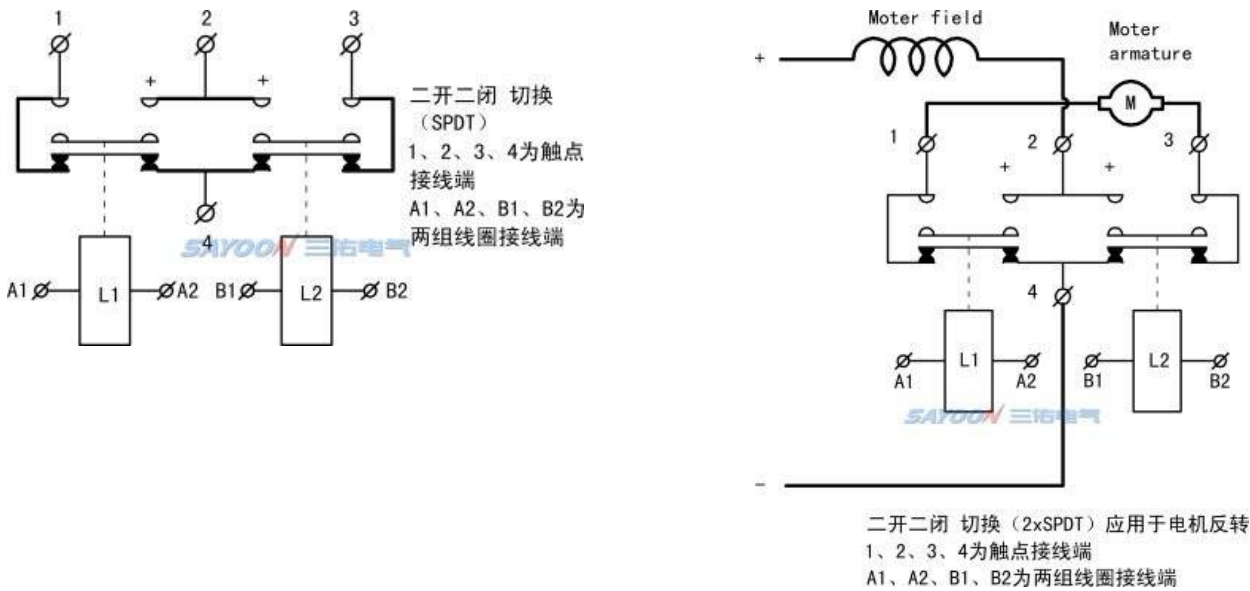 1 2 3
+ +
二开二闭 切换
（SPDT）
1、2、3、4为触点
接线端
A1、A2、B1、B2为
两组线圈接线端
4
SAYOON 三佑电气
A1 L1 A2 B1 L2 B2
Moter field
Moter
armature
+
M
1 2 3
+ +
4
L1 L2
A1 A2 B1 B2
SAYOON 三佑电气
-
二开二闭 切换（2xSPDT）应用于电机反转
1、2、3、4为触点接线端
A1、A2、B1、B2为两组线圈接线端